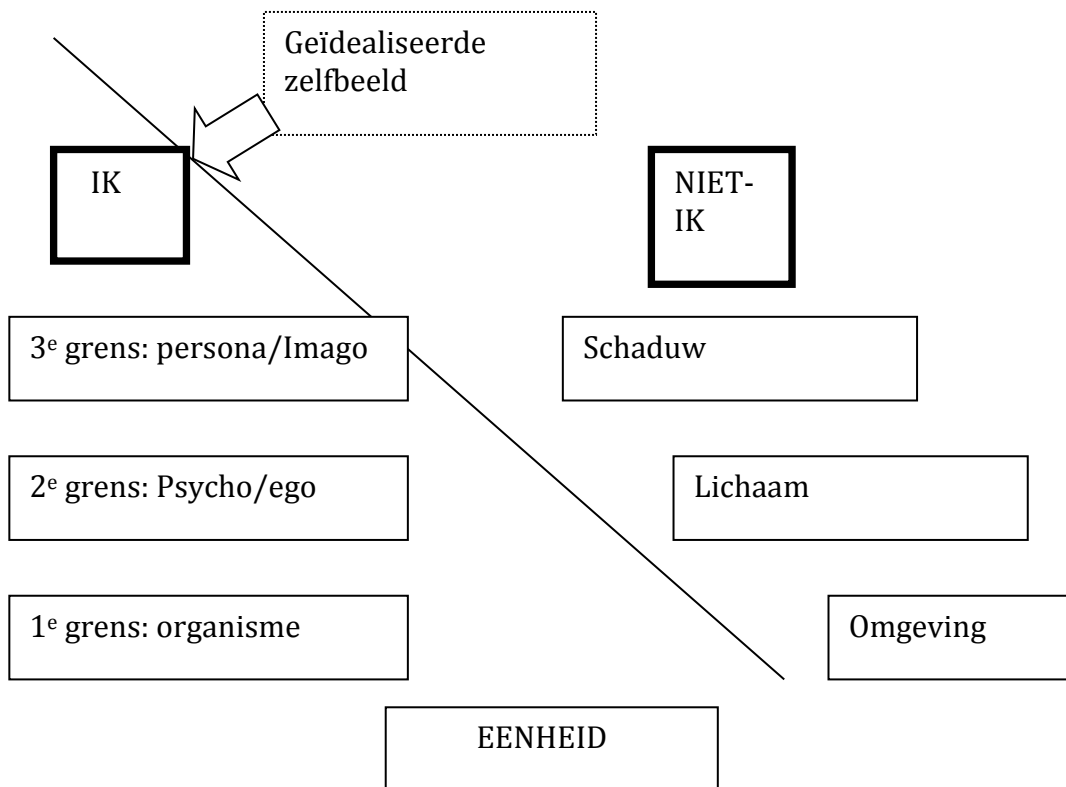 Geïdealiseerde
zelfbeeld
IK
NIET-
IK
3e grens: persona/Imago
Schaduw
2e grens: Psycho/ego
Lichaam
1e grens: organisme
Omgeving
EENHEID